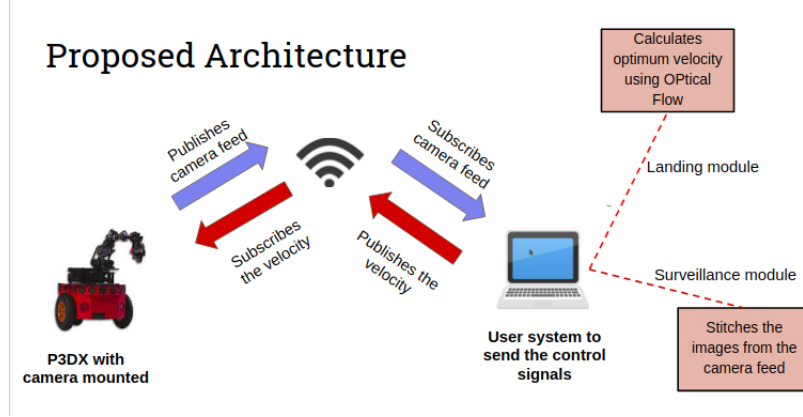 Proposed Architecture
Calculates
optimum velocity
using OPtical
Flow
Publishes
camera feed
Subscribes
camera feed
Landing module
Subscribes
the velocity
Publishes the
velocity
Surveillance module
P3DX with
camera mounted
User system to
send the control
signals
Stitches the
images from the
camera feed